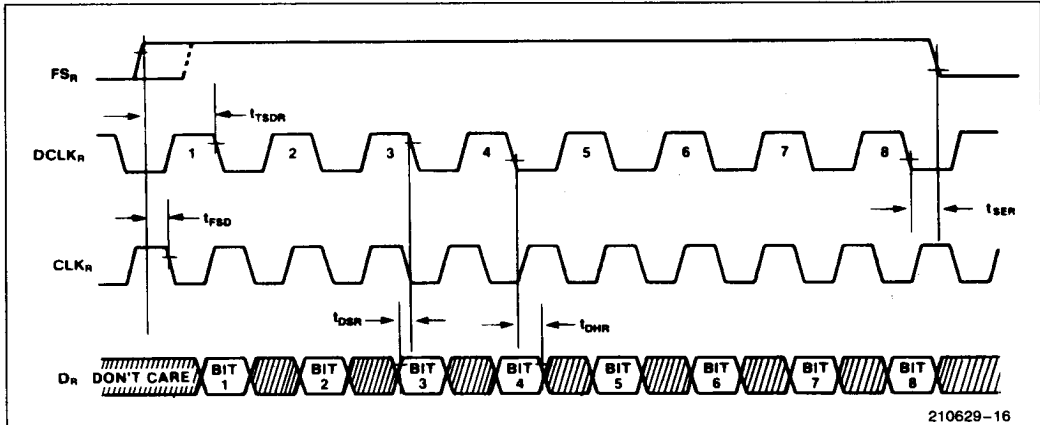 FSR
tTSDR
DCLKR 1 2 3 4 5 6 7 8
tFSD
tSER
CLKR
tDSR
tDHR
DR DON'T CARE BIT 1 BIT 2 BIT 3 BIT 4 BIT 5 BIT 6 BIT 7 BIT 8
210629-16